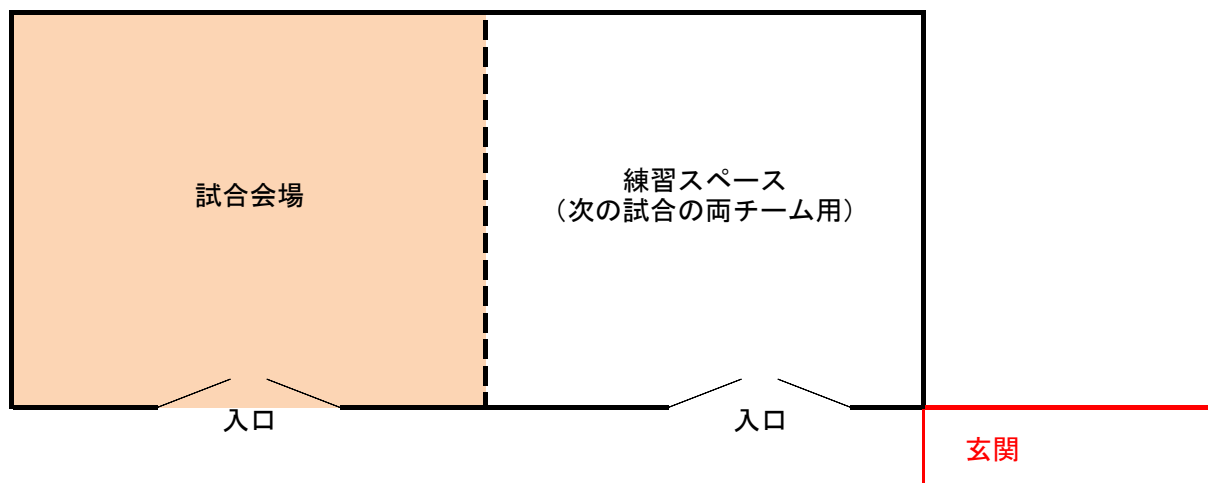 試合会場
練習スペース
（次の試合の両チーム用）
入口
入口
玄関